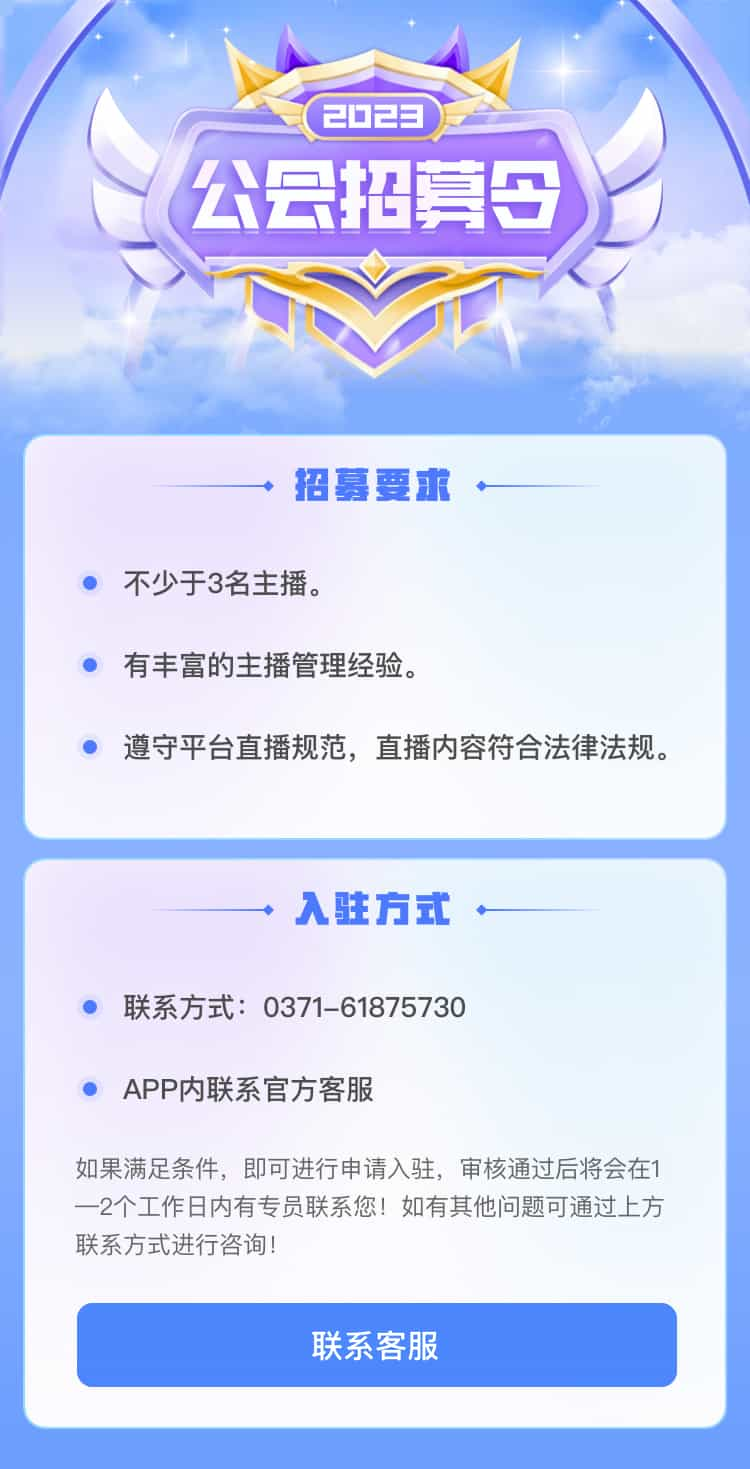 2023
公会招募令
招募要求
不少于3名主播。
有丰富的主播管理经验。
遵守平台直播规范，直播内容符合法律法规。
入驻方式
联系方式：0371-61875730
APP内联系官方客服
如果满足条件，即可进行申请入驻，审核通过后将会在1
—2个工作日内有专员联系您！如有其他问题可通过上方
联系方式进行咨询！
联系客服